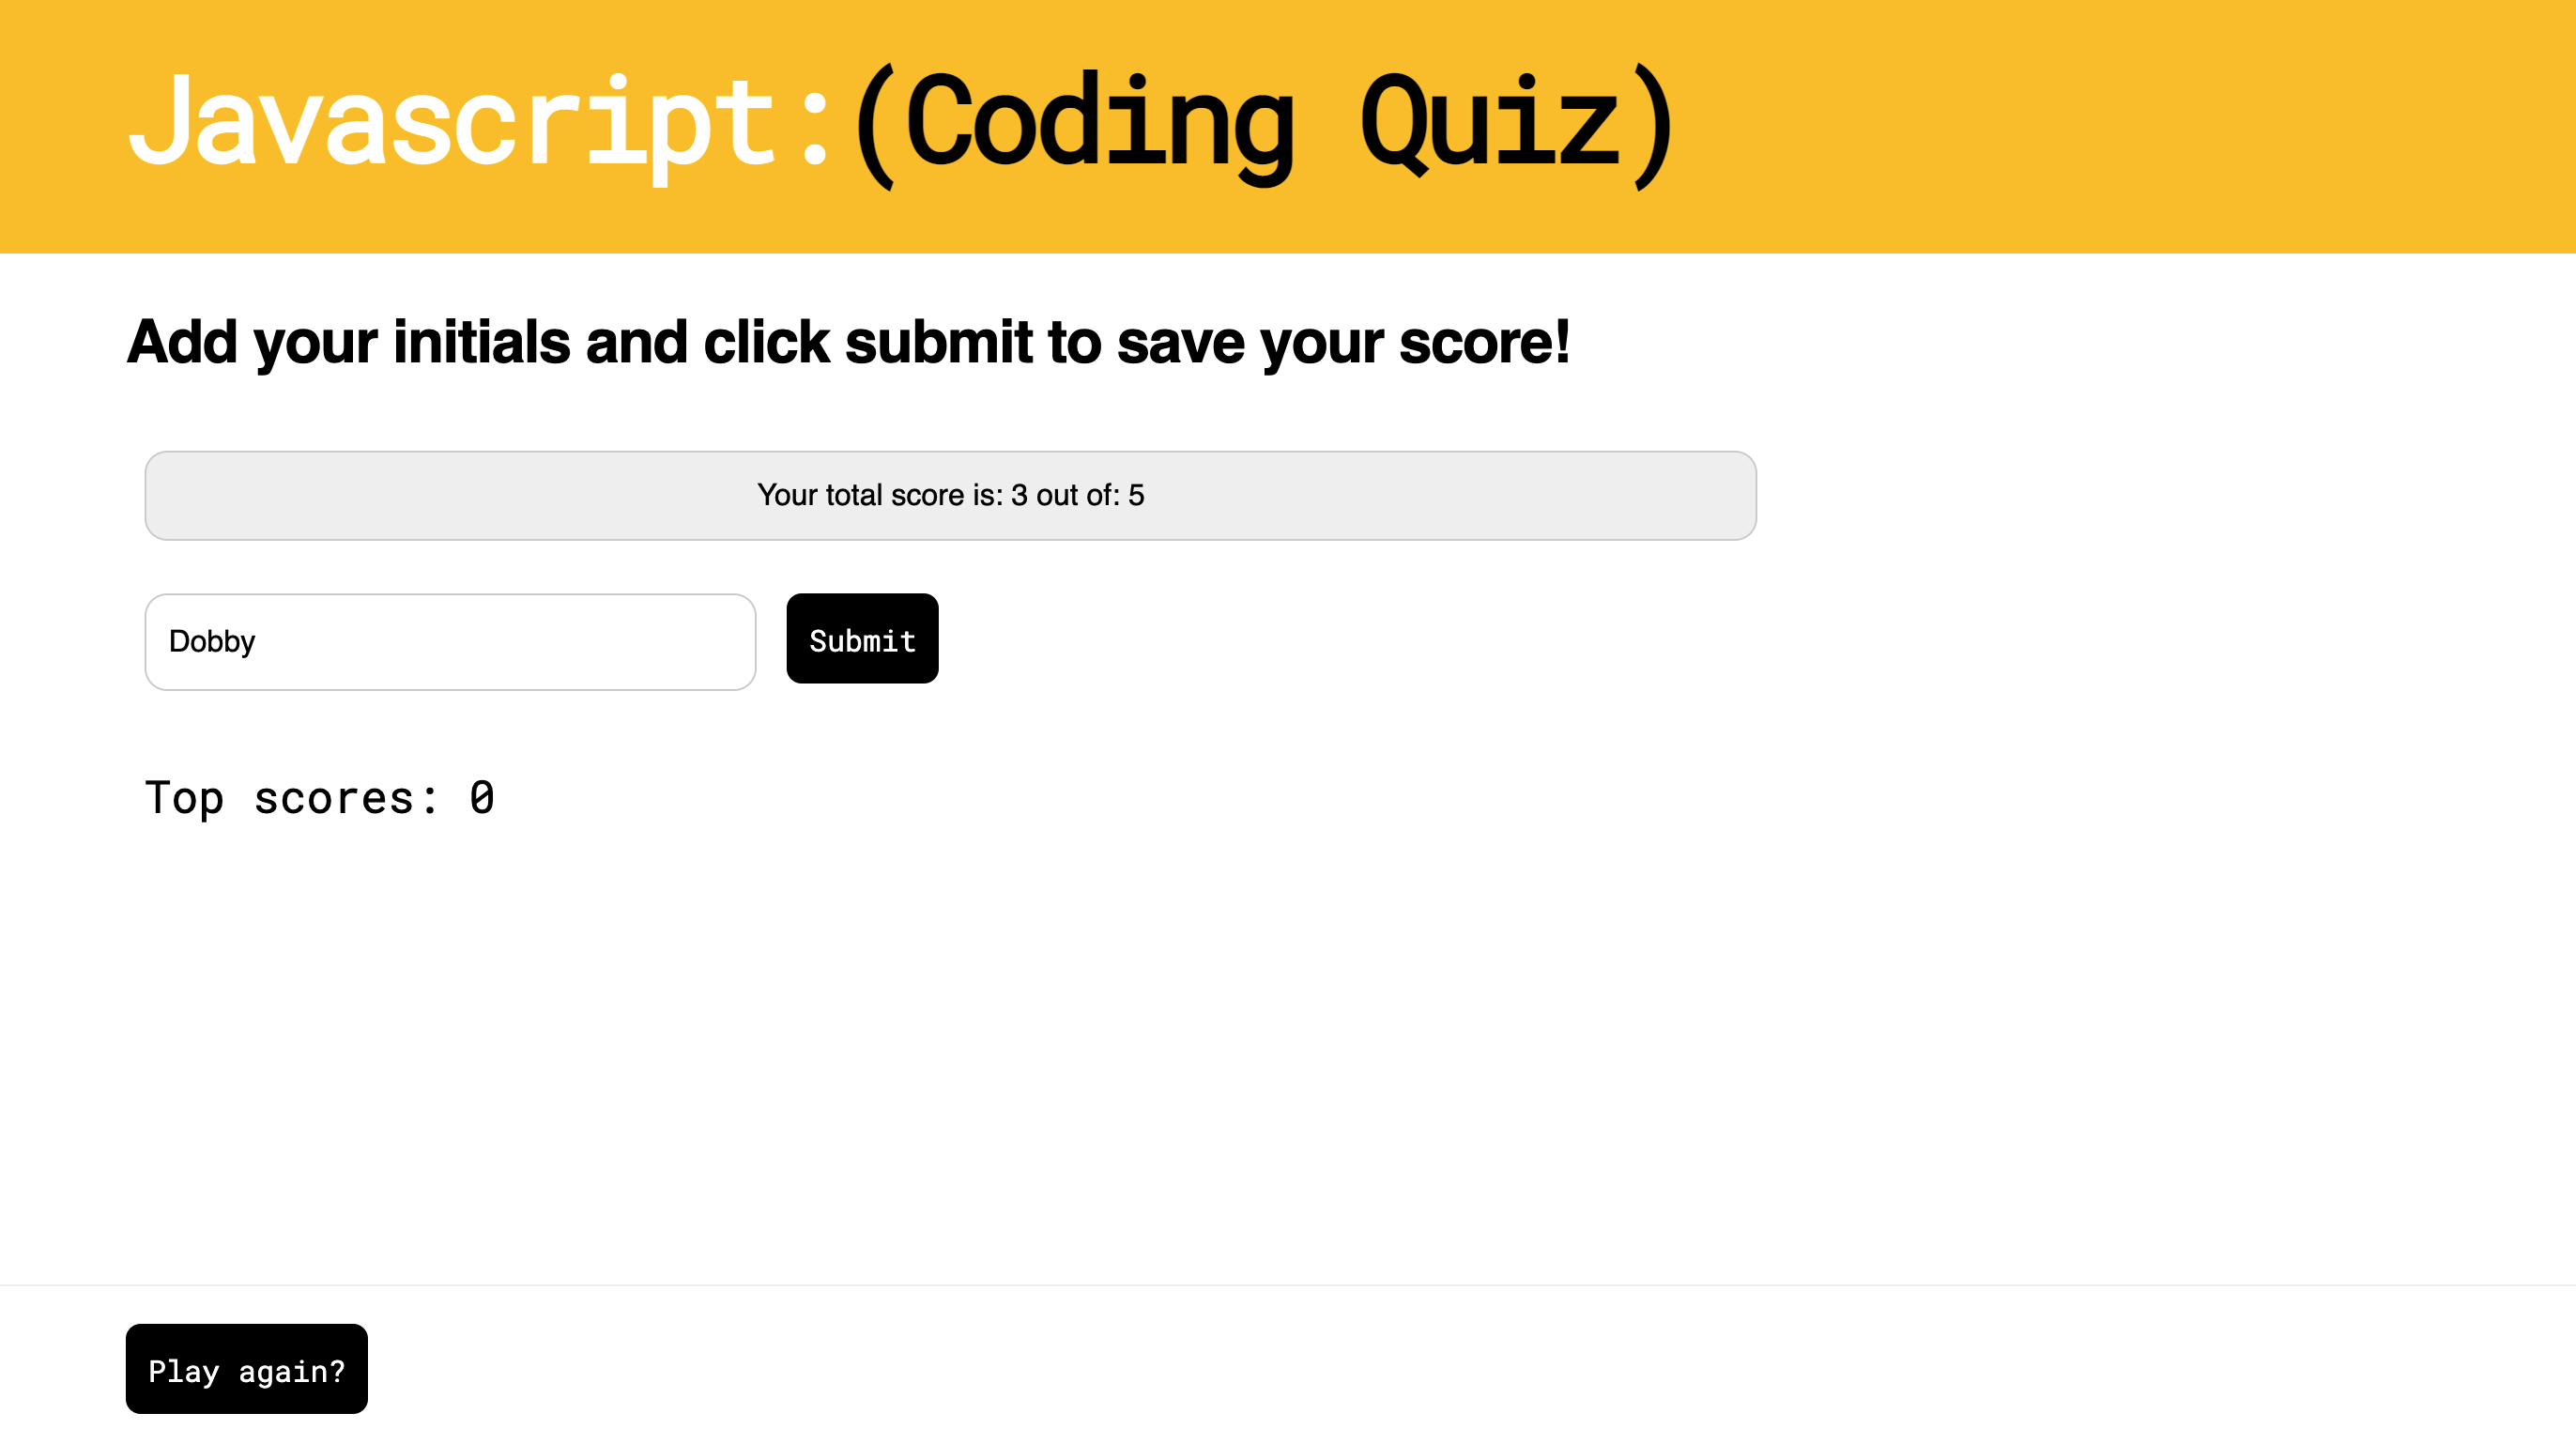 Javascript:(Coding Quiz)
Add your initials and click submit to save your score!
Your total score is: 3 out of: 5
Dobby
Submit
Top scores: 0
Play again?